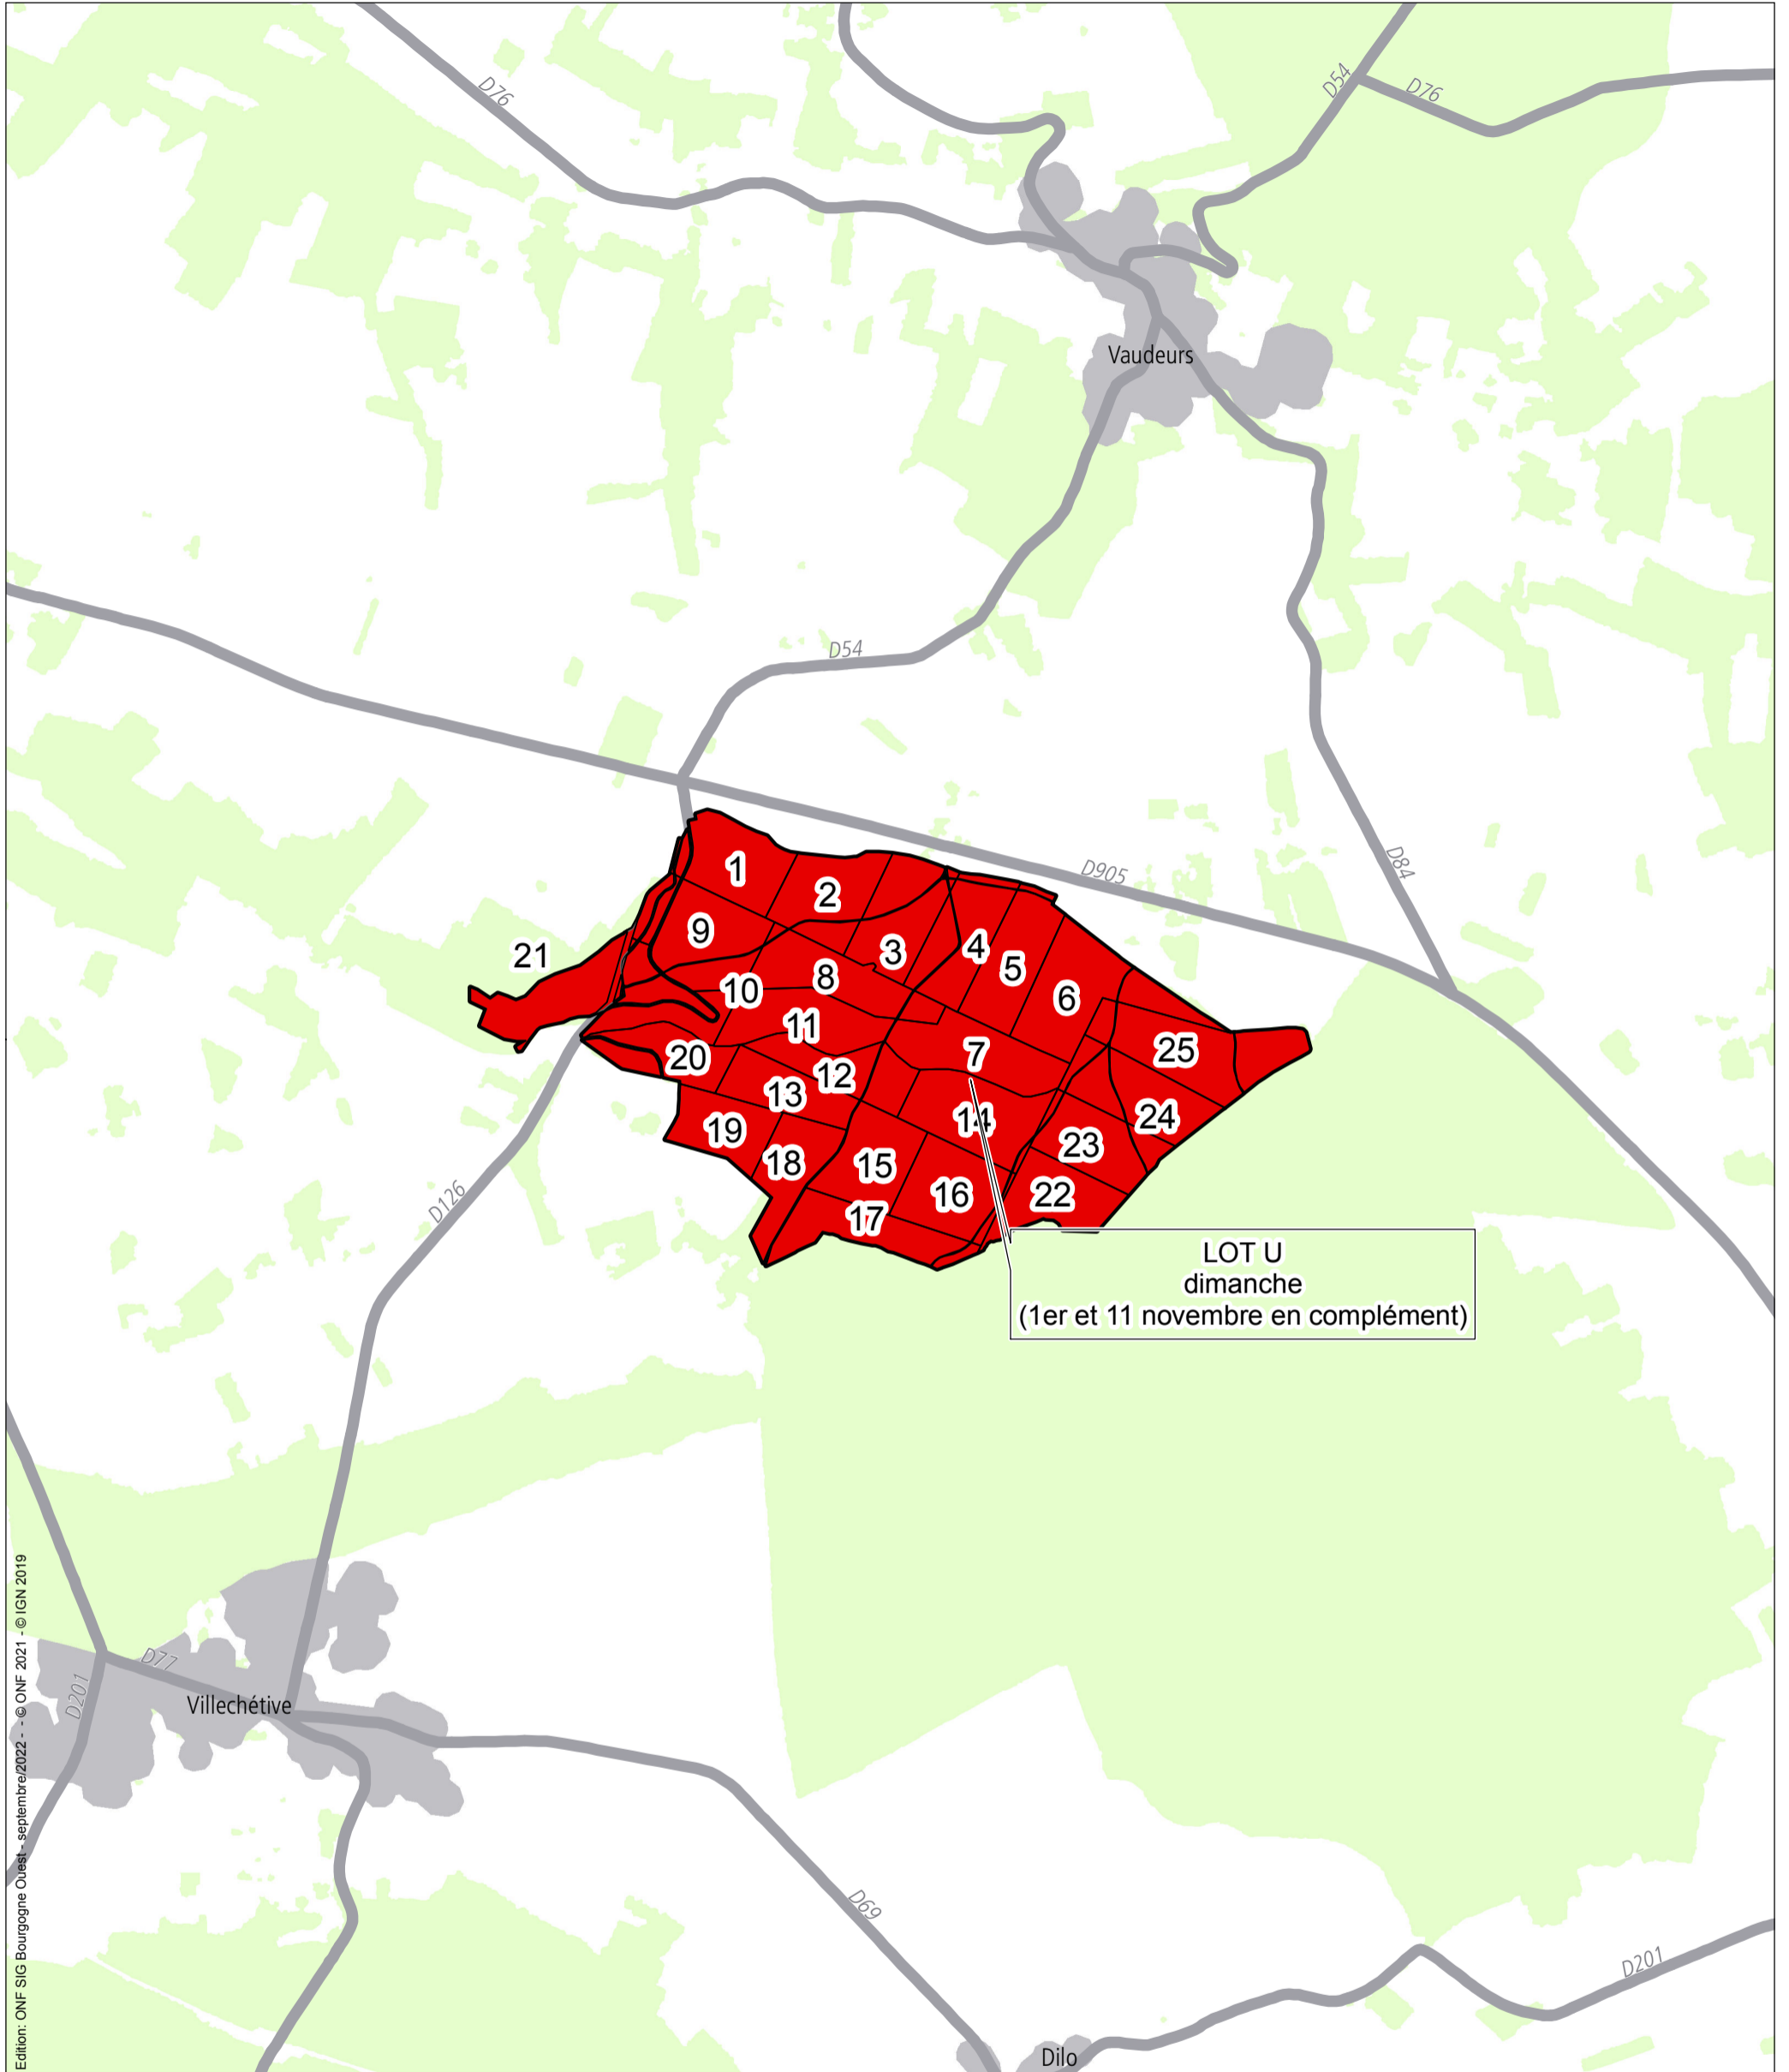 D76
D54
D76
Vaudeurs
D54
D905
D84
1
2
9
3
4
5
21
10
8
6
11
7
25
20
12
13
14
24
19
23
18
15
16
22
17
D126
LOT U
dimanche
(1er et 11 novembre en complément)
D77
D201
Villechétive
D69
D201
Dilo
Edition: ONF SIG Bourgogne Ouest - septembre/2022 - - © ONF 2021 - © IGN 2019